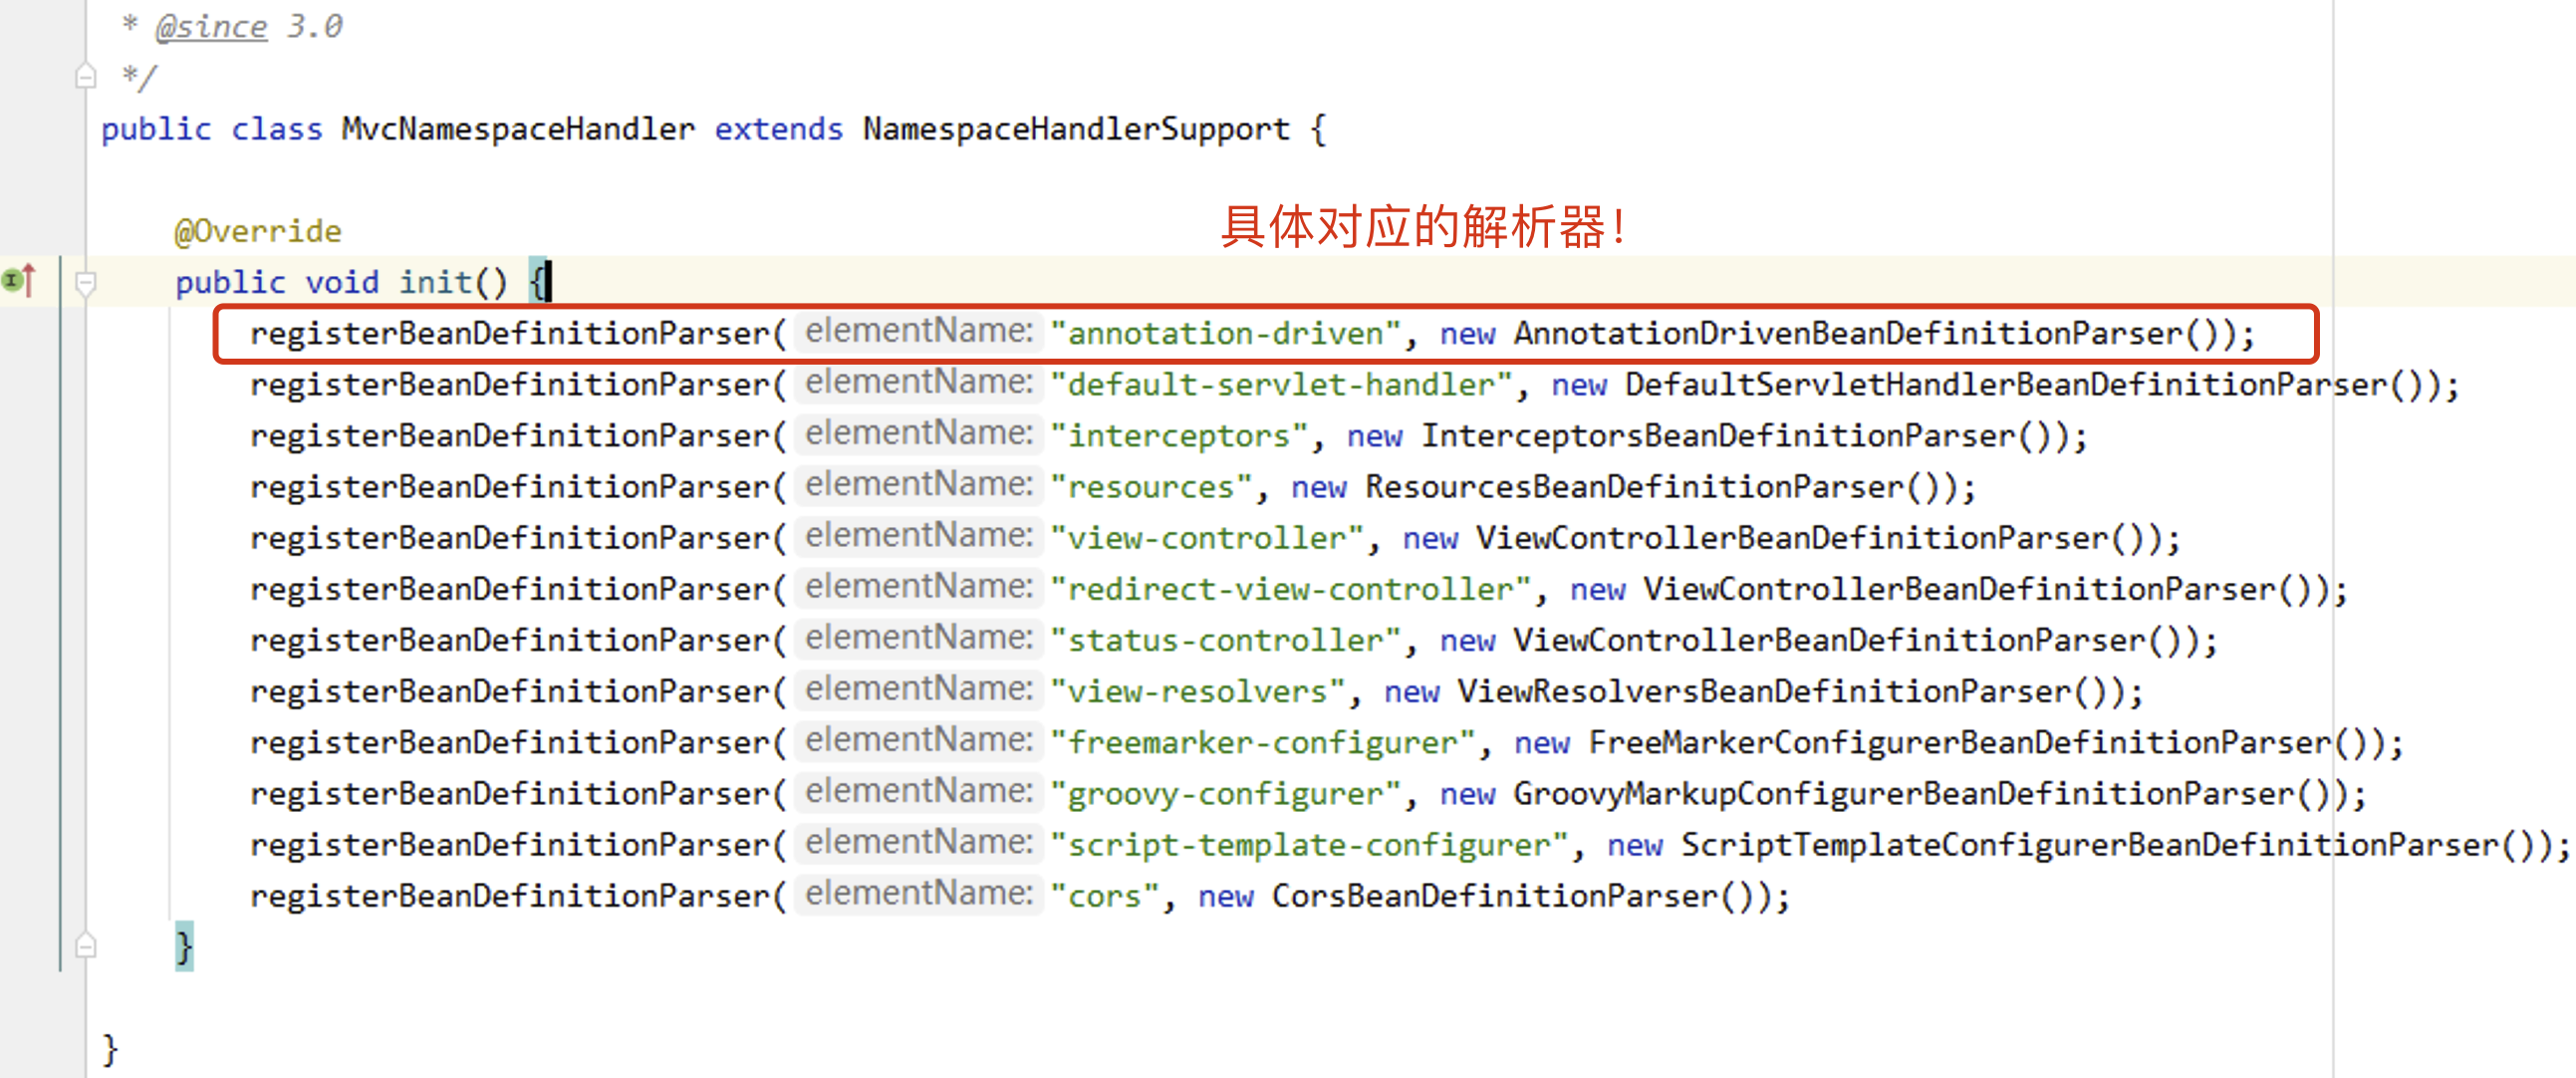 * @since 3.0
*/
public class MvcNamespaceHandler extends NamespaceHandlerSupport {
具体对应的解析器！
@Override
public void init() {
registerBeanDefinitionParser( elementName: "annotation-driven", new AnnotationDrivenBeanDefinitionParser());
registerBeanDefinitionParser( elementName: "default-servlet-handler", new DefaultServletHandlerBeanDefinitionParser());
registerBeanDefinitionParser( elementName: "interceptors", new InterceptorsBeanDefinitionParser());
registerBeanDefinitionParser( elementName: "resources", new ResourcesBeanDefinitionParser());
registerBeanDefinitionParser( elementName: "view-controller", new ViewControllerBeanDefinitionParser());
registerBeanDefinitionParser( elementName: "redirect-view-controller", new ViewControllerBeanDefinitionParser());
registerBeanDefinitionParser( elementName: "status-controller", new ViewControllerBeanDefinitionParser());
registerBeanDefinitionParser( elementName: "view-resolvers", new ViewResolversBeanDefinitionParser());
registerBeanDefinitionParser( elementName: "freemarker-configurer", new FreeMarkerConfigurerBeanDefinitionParser());
registerBeanDefinitionParser( elementName: "groovy-configurer", new GroovyMarkupConfigurerBeanDefinitionParser());
registerBeanDefinitionParser( elementName: "script-template-configurer", new ScriptTemplateConfigurerBeanDefinitionParser());
registerBeanDefinitionParser( elementName: "cors", new CorsBeanDefinitionParser());
}
}